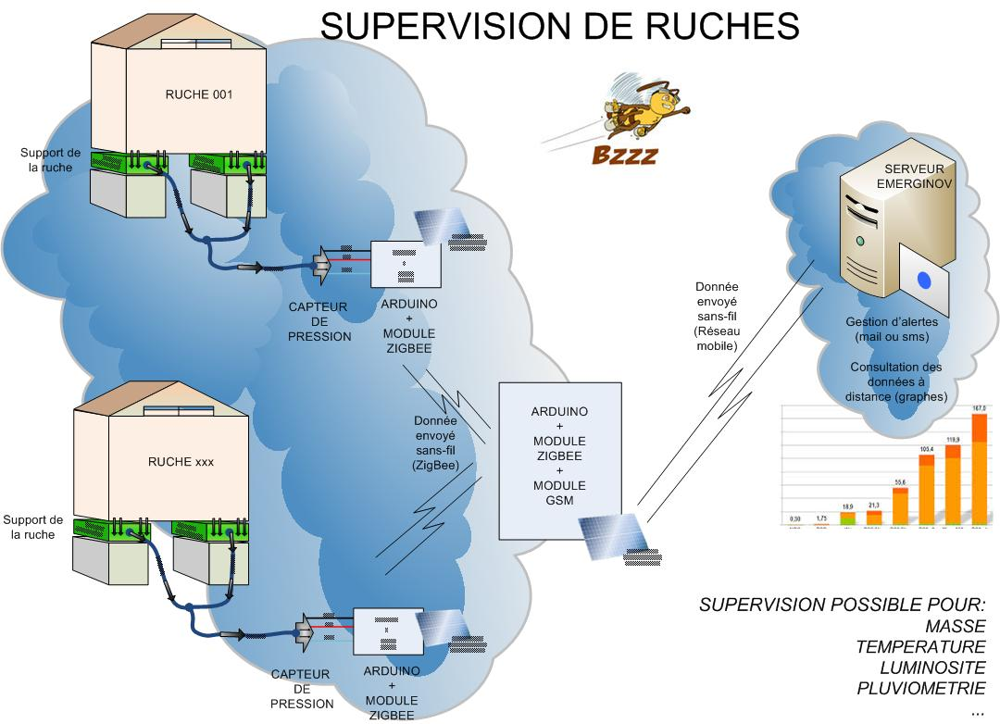 SUPERVISION DE RUCHES
RUCHE 001
Support de
la ruche
Bzzz
SERVEUR
EMERGINOV
CAPTEUR
DE
PRESSION
ARDUINO
+
MODULE
ZIGBEE
Donnée
envoyé
sans-fil
(Réseau
mobile)
Gestion d'alertes
(mail ou sms)
Consultation des
données à
distance (graphes)
Donnée
envoyé
sans-fil
(ZigBee)
ARDUINO
+
MODULE
ZIGBEE
+
MODULE
GSM
0,50
1,75
18,9
21,3
55,6
105,4
119,9
167,0
RUCHE xxx
Support de
la ruche
CAPTEUR
DE
PRESSION
ARDUINO
+
MODULE
ZIGBEE
SUPERVISION POSSIBLE POUR:
MASSE
TEMPERATURE
LUMINOSITE
PLUVIOMETRIE
...